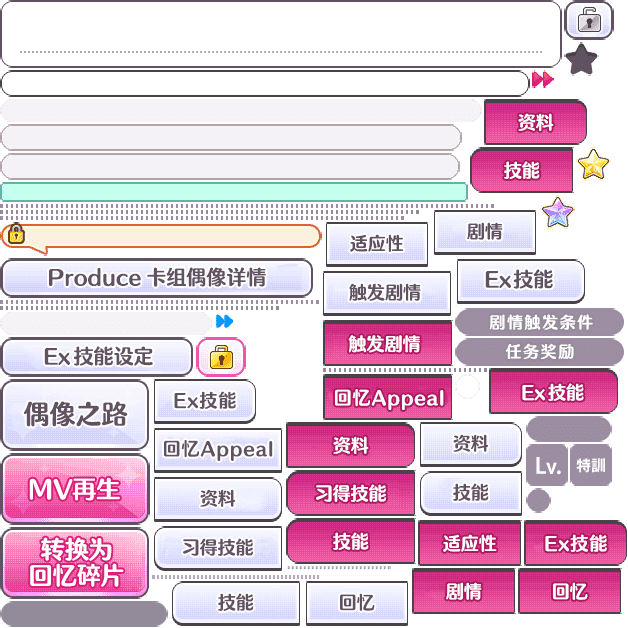 资料
技能
适应性
剧情
Produce 卡组偶像详情
触发剧情
Ex技能
剧情触发条件
触发剧情
任务奖励
Ex技能设定
回忆Appeal
Ex技能
偶像之路
Ex技能
回忆Appeal
资料
资料
Lv.
特訓
MV再生
资料
习得技能
技能
习得技能
技能
适应性
Ex技能
转换为
回忆碎片
剧情
回忆
技能
回忆